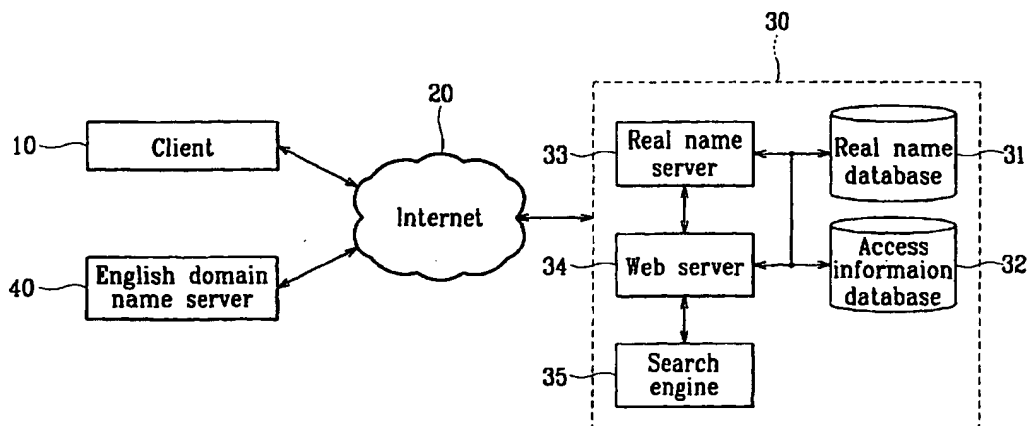 30
20
10
Client
33
Real name
server
Real name
database
31
Internet
40
English domain
name server
34
Web server
Access
informaion
database
32
35
Search
engine